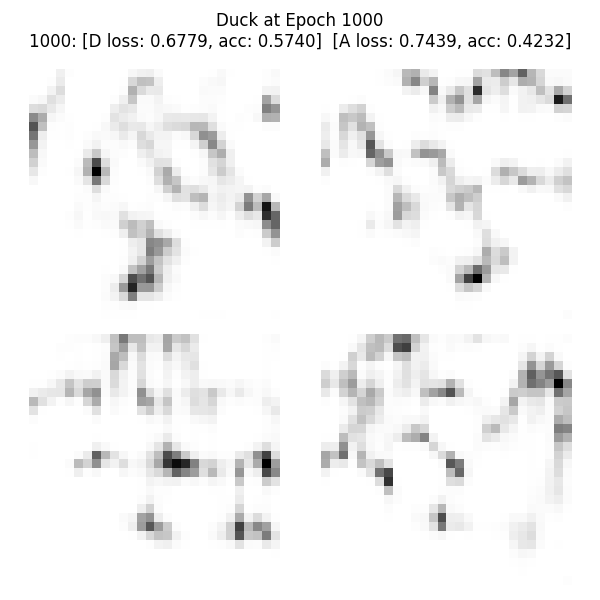 Duck at Epoch 1000
1000: [D loss: 0.6779, acc: 0.5740]  [A loss: 0.7439, acc: 0.4232]